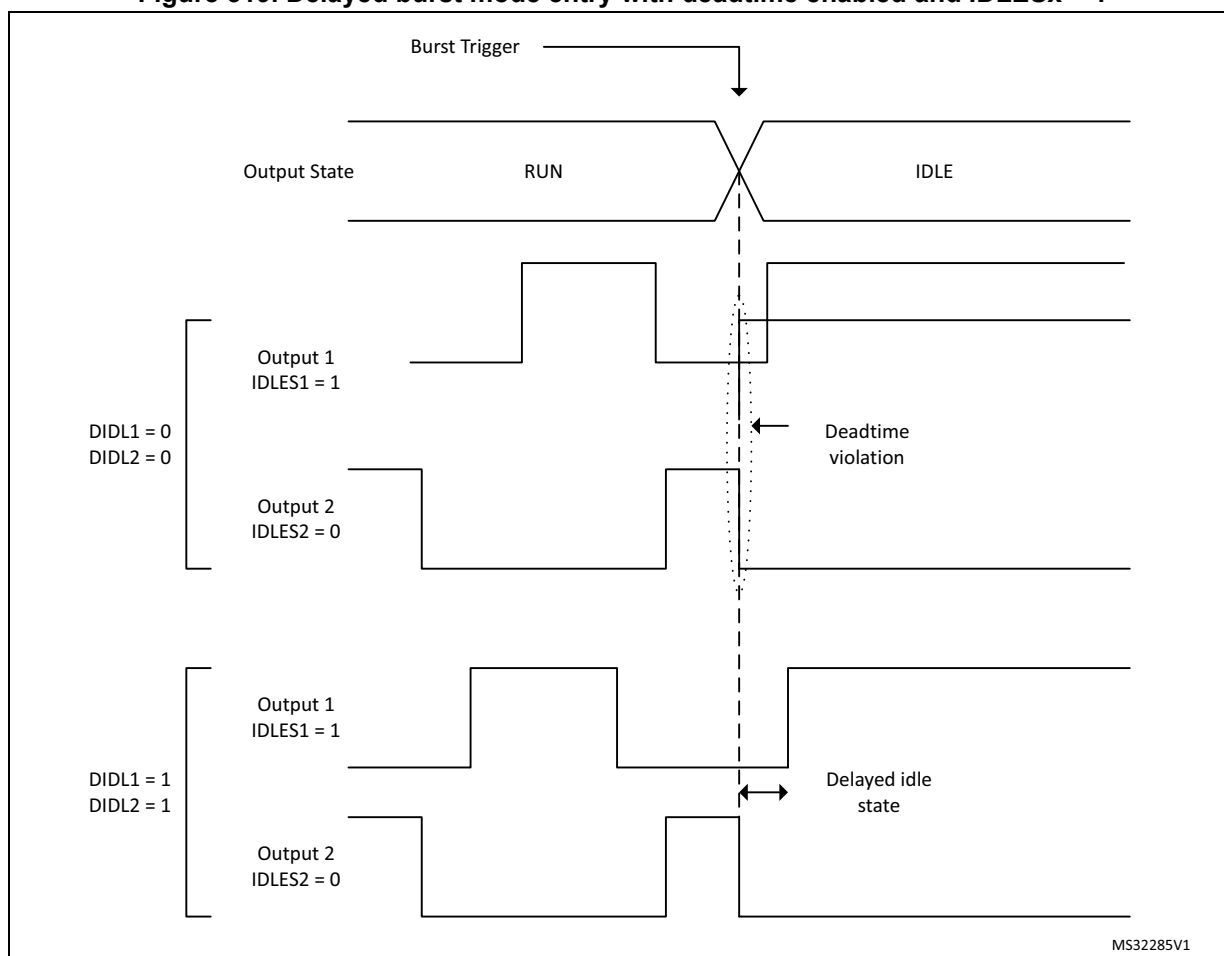 Burst Trigger
Output State
RUN
IDLE
Output 1
IDLES1 = 1
DIDL1 = 0
DIDL2 = 0
Deadtime
violation
Output 2
IDLES2 = 0
Output 1
IDLES1 = 1
DIDL1 = 1
DIDL2 = 1
Delayed idle
state
Output 2
IDLES2 = 0
MS32285V1